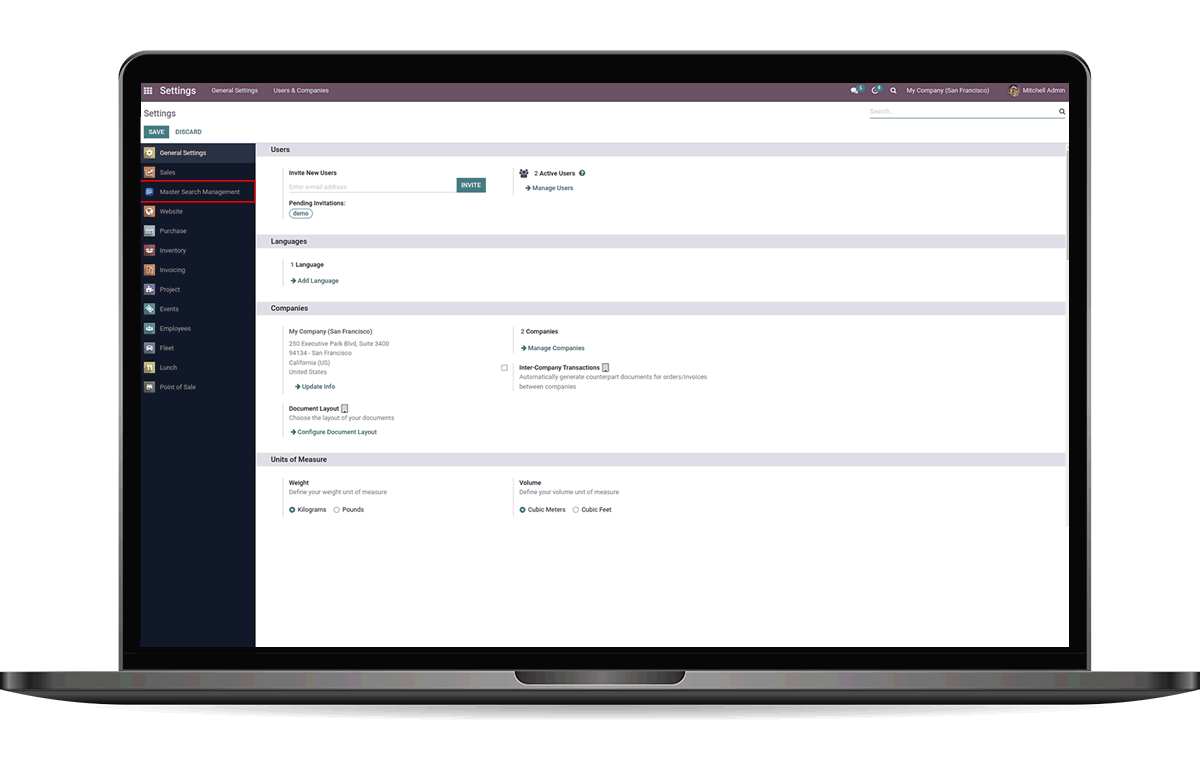 Settings General Settings Users & Companies 5 8 My Company (San Francisco) Mitchell Admin
Settings
Search...
SAVE DISCARD
General Settings
Sales
Master Search Management
Website
Purchase
Inventory
Invoicing
Project
Events
Employees
Fleet
Lunch
Point of Sale
Users
Invite New Users
Enter e-mail address
INVITE
Pending Invitations:
demo
2 Active Users
Manage Users
Languages
1 Language
Add Language
Companies
My Company (San Francisco)
250 Executive Park Blvd, Suite 3400
94134 - San Francisco
California (US)
United States
Update Info
2 Companies
Manage Companies
Inter-Company Transactions
Automatically generate counterpart documents for orders/invoices
between companies
Document Layout
Choose the layout of your documents
Configure Document Layout
Units of Measure
Weight
Define your weight unit of measure
Kilograms Pounds
Volume
Define your volume unit of measure
Cubic Meters Cubic Feet